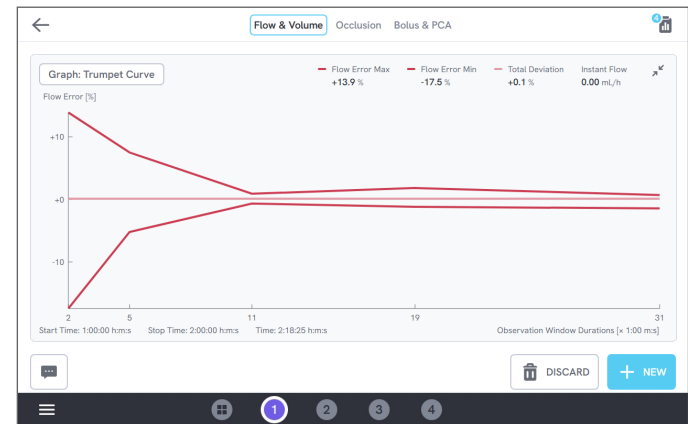 Flow & Volume Occlusion Bolus & PCA
4
Graph: Trumpet Curve
Flow Error Max Flow Error Min Total Deviation Instant Flow
+13.9 % -17.5 % +0.1 % 0.00 mL/h
Flow Error [%]
+10
+0
-10
2 5 11 19 31
Start Time: 1:00:00 h:m:s Stop Time: 2:00:00 h:m:s Time: 2:18:25 h:m:s Observation Window Durations [× 1:00 m:s]
DISCARD + NEW
1 2 3 4